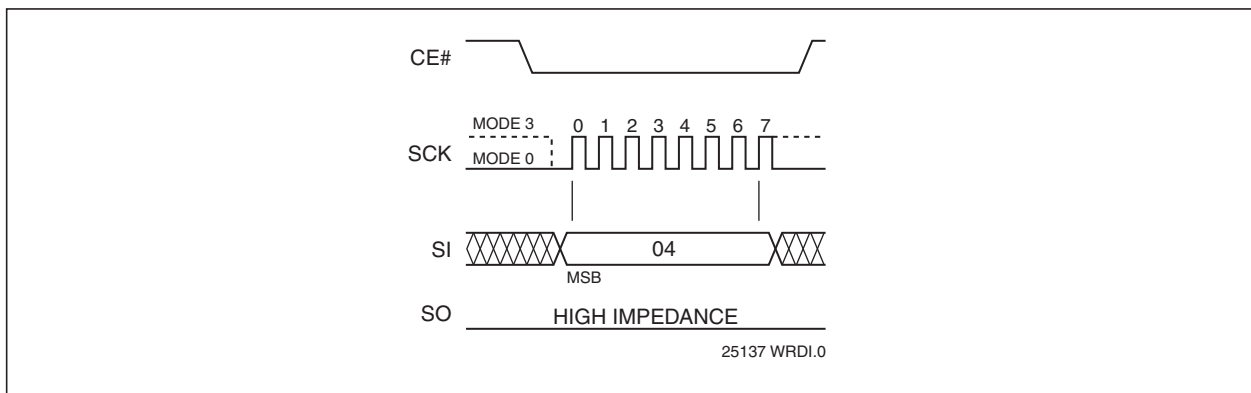 CE#
MODE 3
0 1 2 3 4 5 6 7
SCK
MODE 0
SI
04
MSB
SO
HIGH IMPEDANCE
25137 WRDI.0